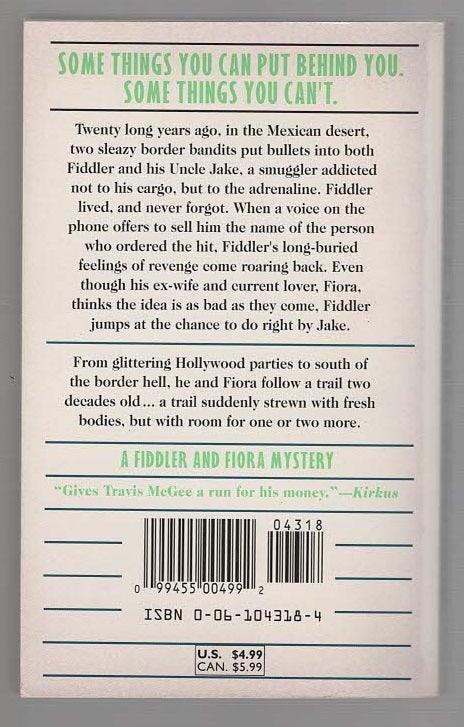 SOME THINGS YOU CAN PUT BEHIND YOU.
SOME THINGS YOU CAN'T.
Twenty long years ago, in the Mexican desert,
two sleazy border bandits put bullets into both
Fiddler and his Uncle Jake, a smuggler addicted
not to his cargo, but to the adrenaline. Fiddler
lived, and never forgot. When a voice on the
phone offers to sell him the name of the person
who ordered the hit, Fiddler's long-buried
feelings of revenge come roaring back. Even
though his ex-wife and current lover, Fiora,
thinks the idea is as bad as they come, Fiddler
jumps at the chance to do right by Jake.
From glittering Hollywood parties to south of
the border hell, he and Fiora follow a trail two
decades old... a trail suddenly strewn with fresh
bodies, but with room for one or two more.
A FIDDLER AND FIORA MYSTERY
"Gives Travis McGee a run for his money."—Kirkus
04318
0 99455 00499 2
ISBN 0-06-104318-4
U.S. $4.99
CAN. $5.99